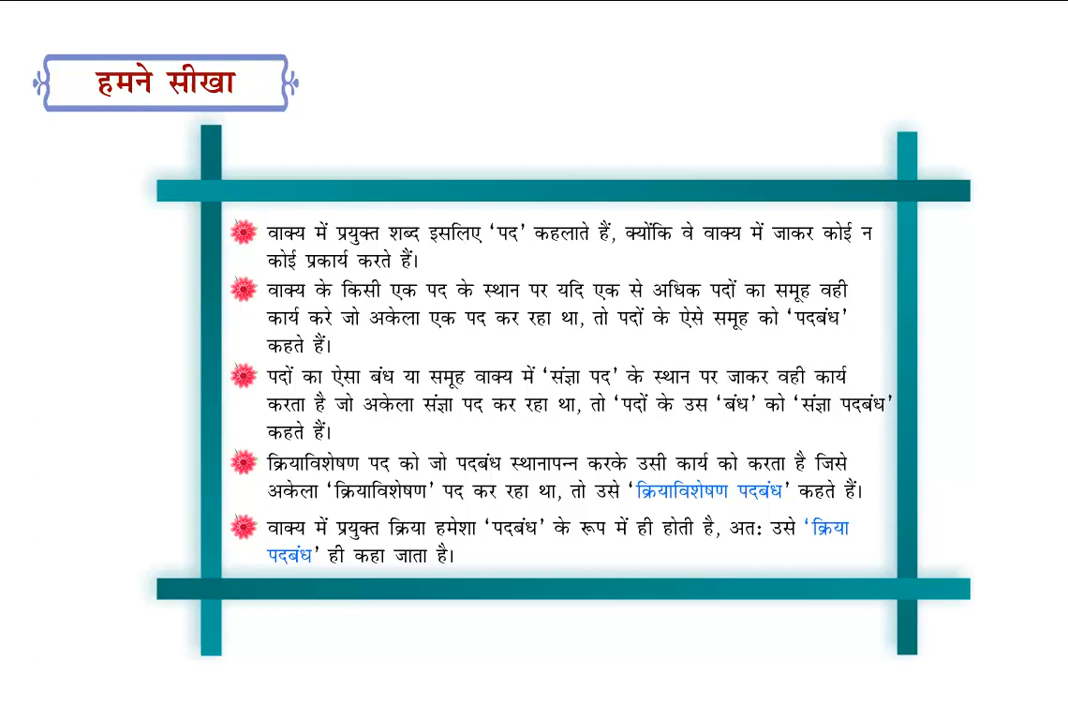 हमने सीखा
वाक्य में प्रयुक्त शब्द इसलिए ‘पद’ कहलाते हैं, क्योंकि वे वाक्य में जाकर कोई न
कोई प्रकार्य करते हैं।
वाक्य के किसी एक पद के स्थान पर यदि एक से अधिक पदों का समूह वही
कार्य करे जो अकेला एक पद कर रहा था, तो पदों के ऐसे समूह को ‘पदबंध’
कहते हैं।
पदों का ऐसा बंध या समूह वाक्य में ‘संज्ञा पद’ के स्थान पर जाकर वही कार्य
करता है जो अकेला संज्ञा पद कर रहा था, तो ‘पदों के उस ‘बंध’ को ‘संज्ञा पदबंध’
कहते हैं।
क्रियाविशेषण पद को जो पदबंध स्थानापन्न करके उसी कार्य को करता है जिसे
अकेला ‘क्रियाविशेषण’ पद कर रहा था, तो उसे ‘क्रियाविशेषण पदबंध’ कहते हैं।
वाक्य में प्रयुक्त क्रिया हमेशा ‘पदबंध’ के रूप में ही होती है, अतः उसे ‘क्रिया
पदबंध’ ही कहा जाता है।